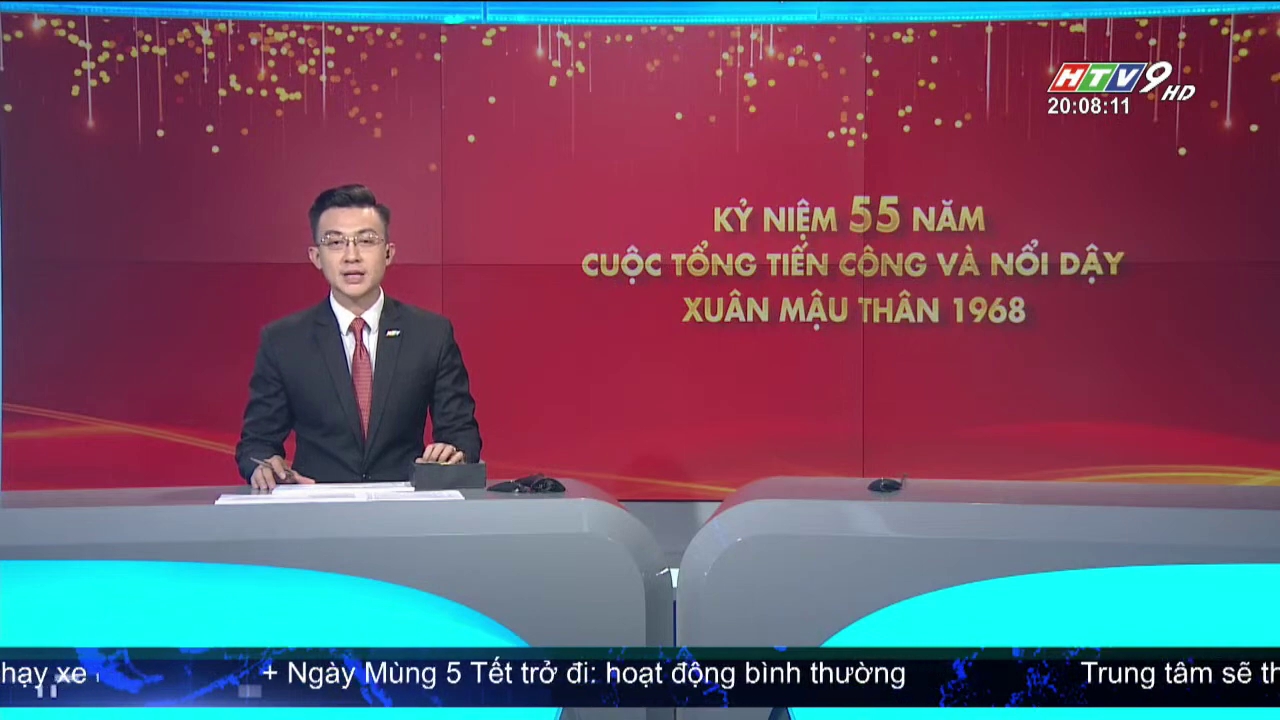 HTV9 HD
20:08:11
KỶ NIỆM 55 NĂM
CUỘC TỔNG TIẾN CÔNG VÀ NỔI DẬY
XUÂN MẬU THÂN 1968
HTV
hạy xe + Ngày Mùng 5 Tết trở đi: hoạt động bình thường Trung tâm sẽ th